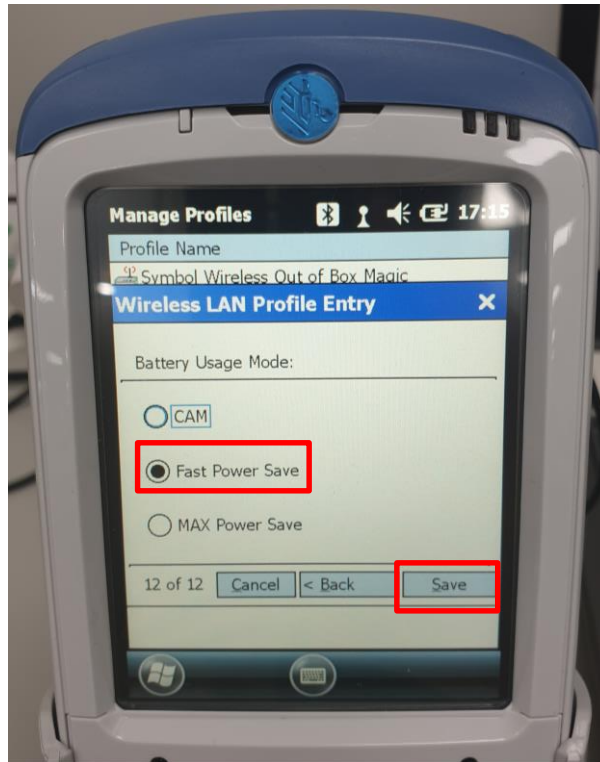 Manage Profiles 17:15
Profile Name
Symbol Wireless Out of Box Magic
Wireless LAN Profile Entry X
Battery Usage Mode:
CAM
Fast Power Save
MAX Power Save
12 of 12 Cancel < Back Save